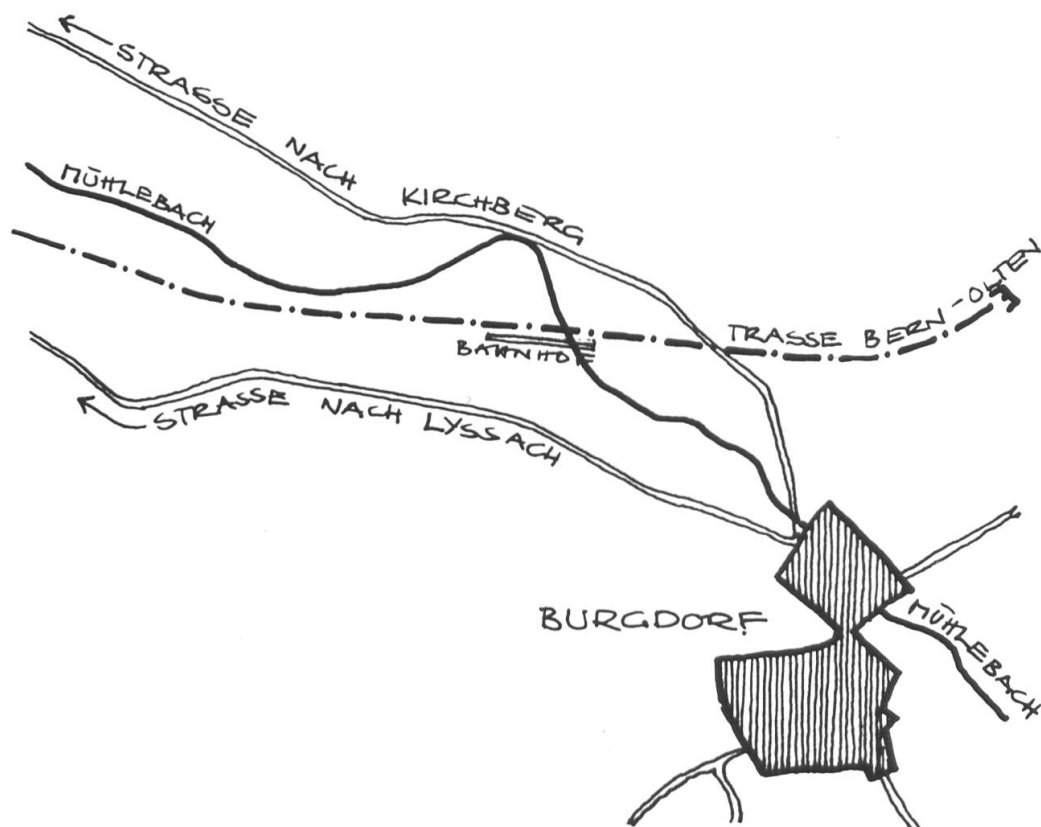 STRASSE NACH KIRCHBERG
MÜHLEBACH
TRASSE BERN-OLTEN
BAHNHOF
STRASSE NACH LYSSACH
BURGDORF
MÜHLEBACH